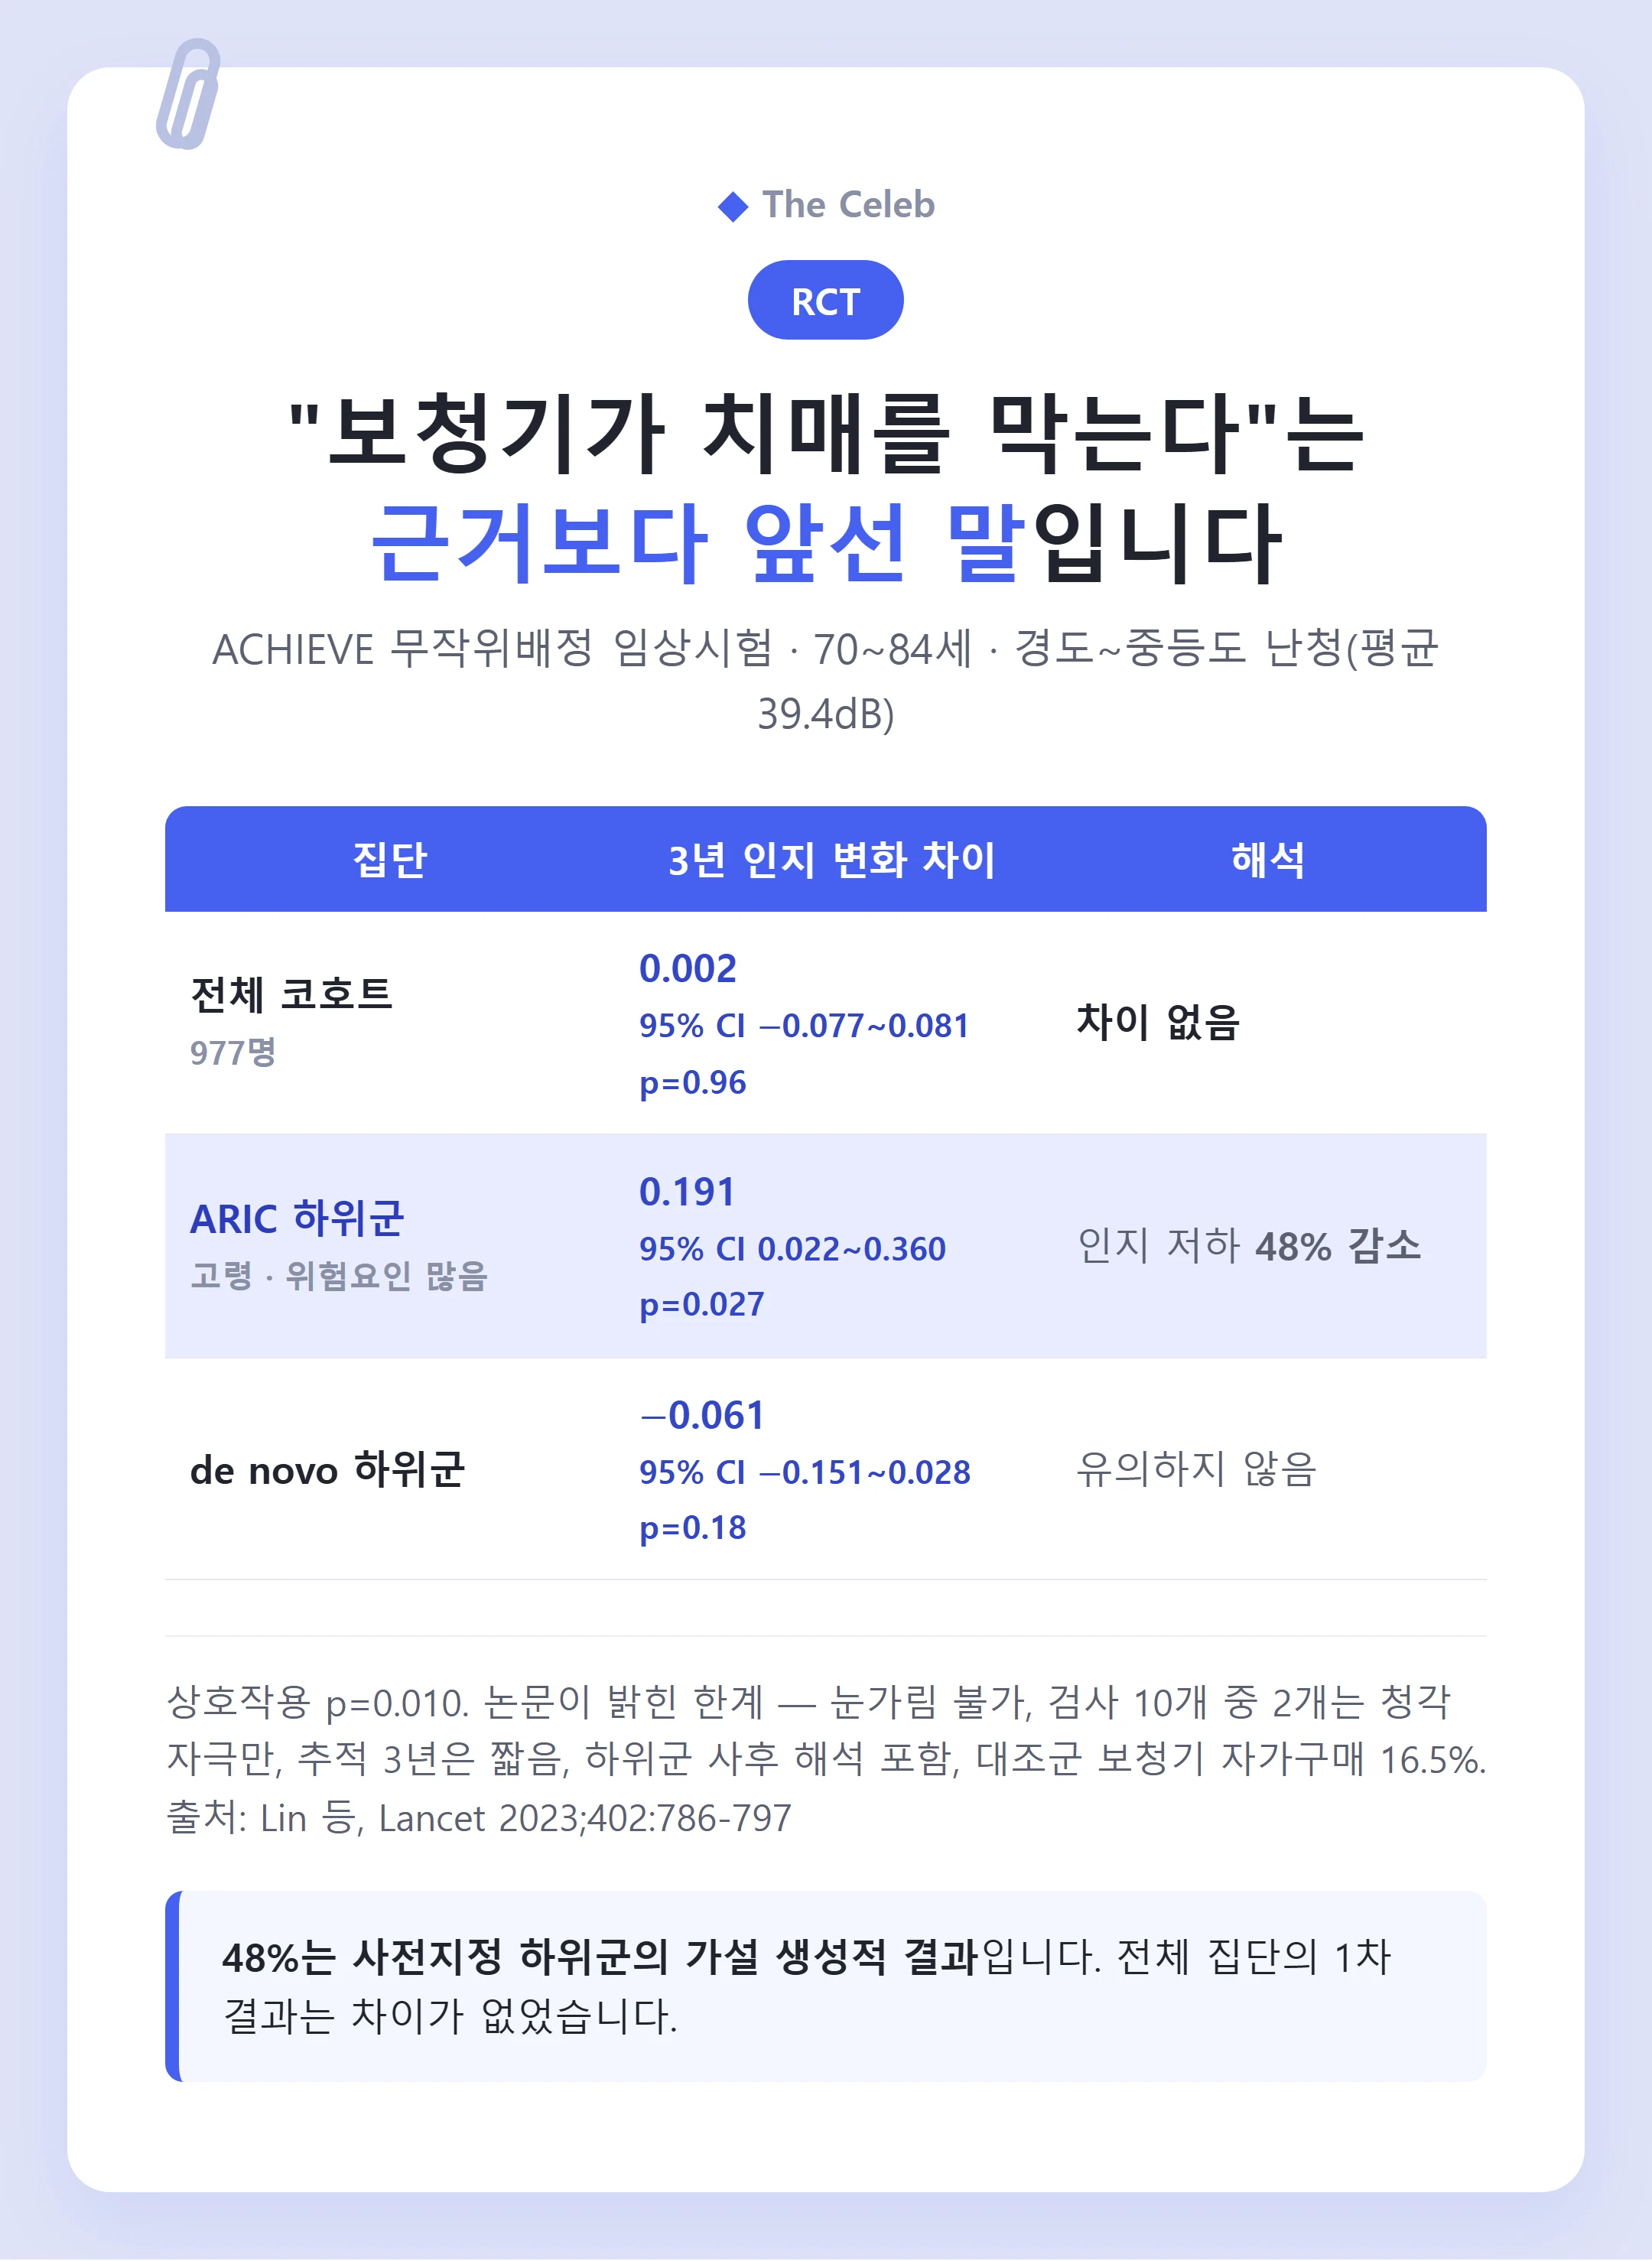 ◆ The Celeb
RCT
"보청기가 치매를 막는다"는
근거보다 앞선 말입니다
ACHIEVE 무작위배정 임상시험 · 70~84세 · 경도~중등도 난청(평균
39.4dB)
집단 3년 인지 변화 차이 해석
전체 코호트
977명
0.002
95% CI −0.077~0.081
p=0.96
차이 없음
ARIC 하위군
고령 · 위험요인 많음
0.191
95% CI 0.022~0.360
p=0.027
인지 저하 48% 감소
de novo 하위군
−0.061
95% CI −0.151~0.028
p=0.18
유의하지 않음
상호작용 p=0.010. 논문이 밝힌 한계 — 눈가림 불가, 검사 10개 중 2개는 청각
자극만, 추적 3년은 짧음, 하위군 사후 해석 포함, 대조군 보청기 자가구매 16.5%.
출처: Lin 등, Lancet 2023;402:786-797
48%는 사전지정 하위군의 가설 생성적 결과입니다. 전체 집단의 1차
결과는 차이가 없었습니다.